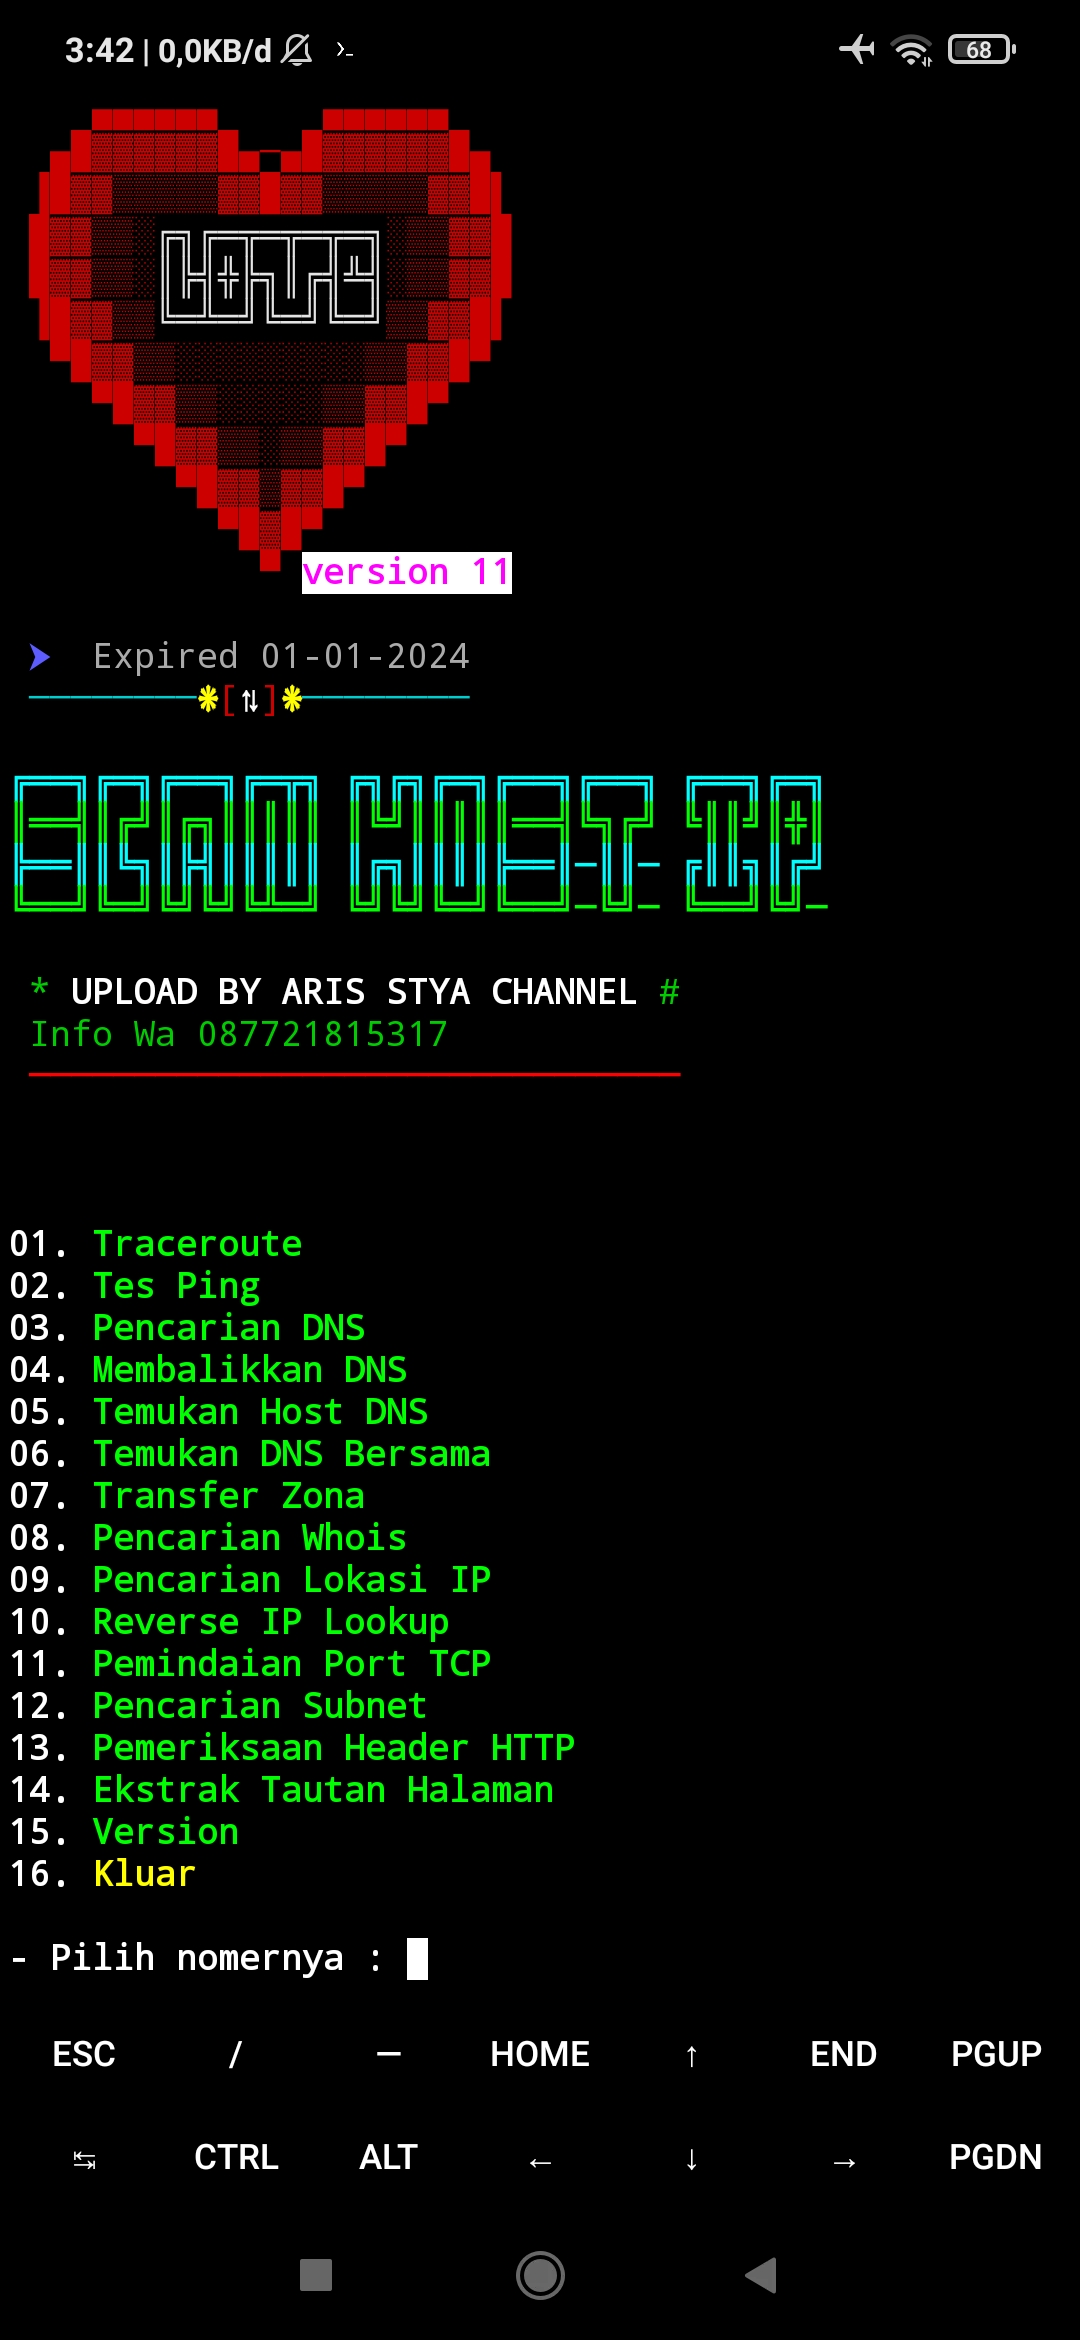 3:42 | 0,0KB/d
68
version 11
Expired 01-01-2024
SCAN HOST IP
* UPLOAD BY ARIS STYA CHANNEL #
Info Wa 087721815317
01. Traceroute
02. Tes Ping
03. Pencarian DNS
04. Membalikkan DNS
05. Temukan Host DNS
06. Temukan DNS Bersama
07. Transfer Zona
08. Pencarian Whois
09. Pencarian Lokasi IP
10. Reverse IP Lookup
11. Pemindaian Port TCP
12. Pencarian Subnet
13. Pemeriksaan Header HTTP
14. Ekstrak Tautan Halaman
15. Version
16. Kluar
- Pilih nomernya :
ESC / — HOME ↑ END PGUP
↹ CTRL ALT ← ↓ → PGDN